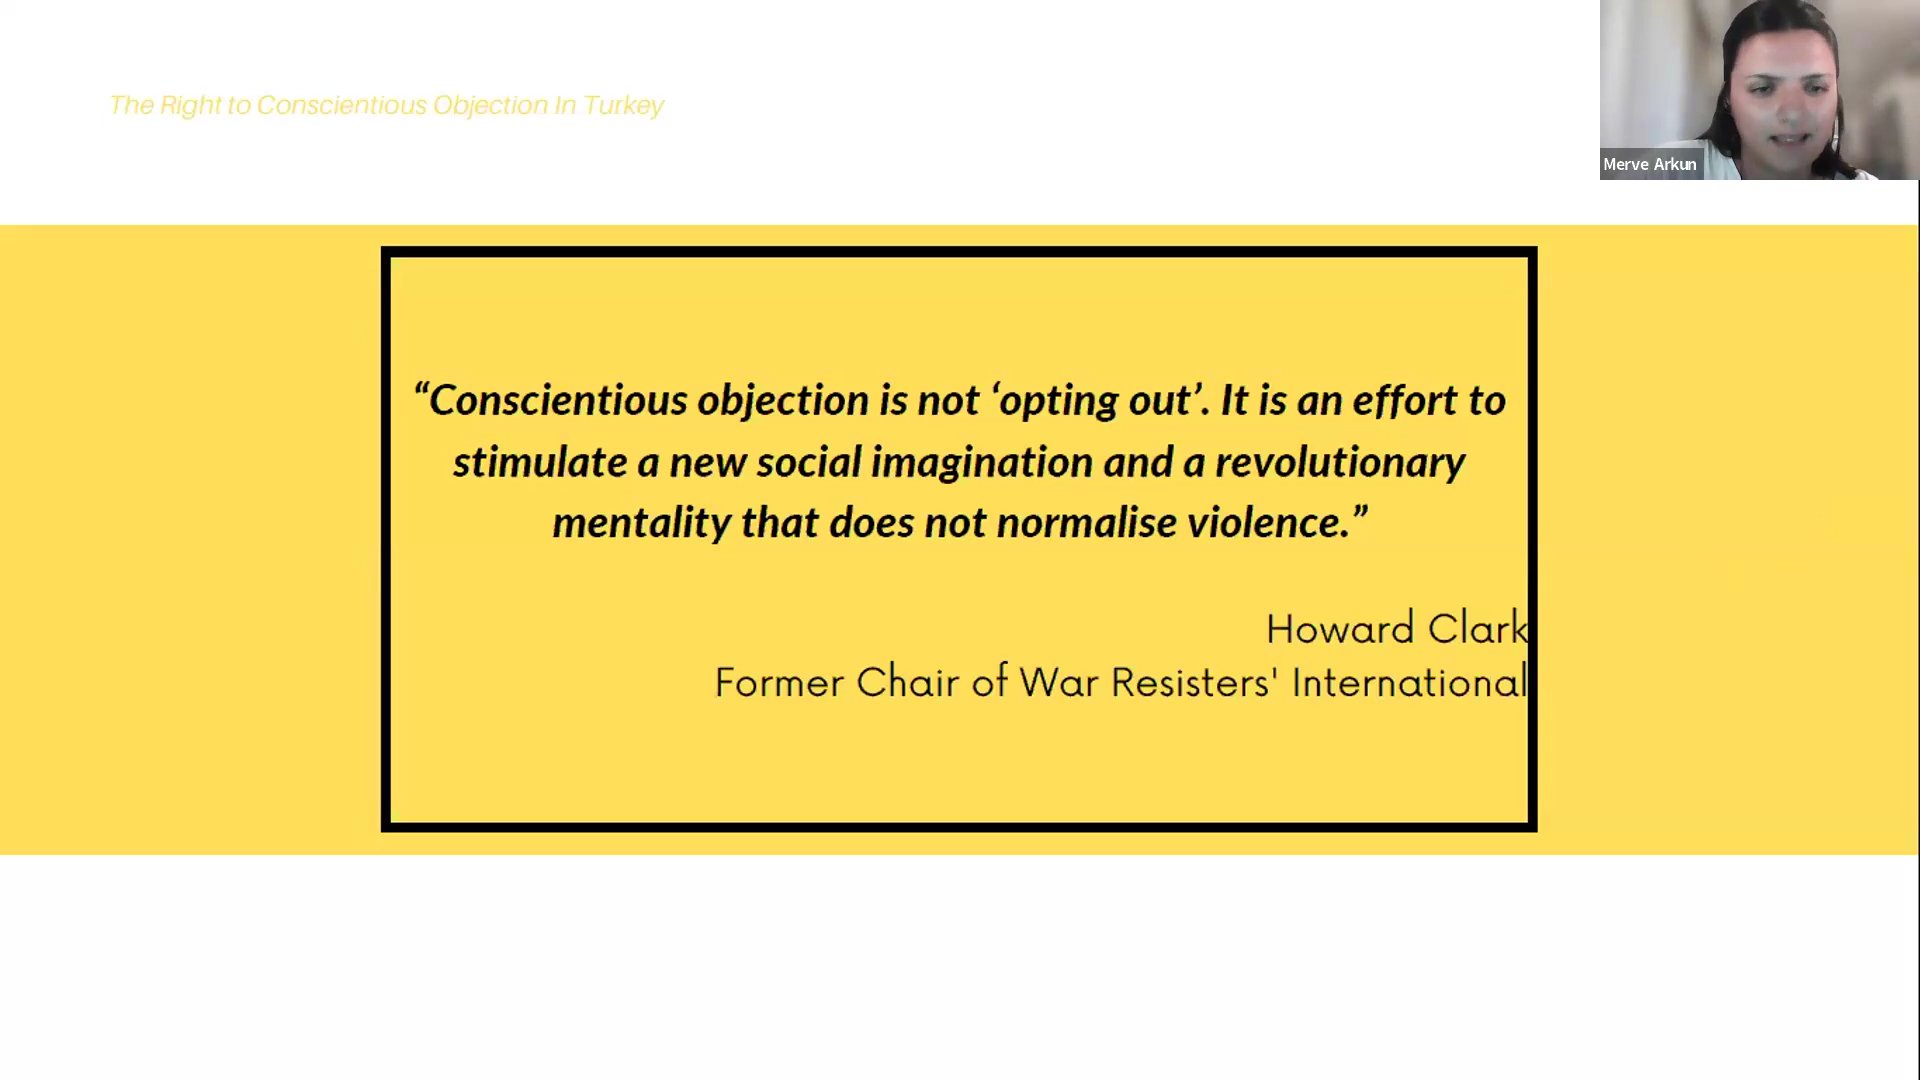 The Right to Conscientious Objection In Turkey
Merve Arkun
“Conscientious objection is not ‘opting out’. It is an effort to
stimulate a new social imagination and a revolutionary
mentality that does not normalise violence.”
Howard Clark
Former Chair of War Resisters' International